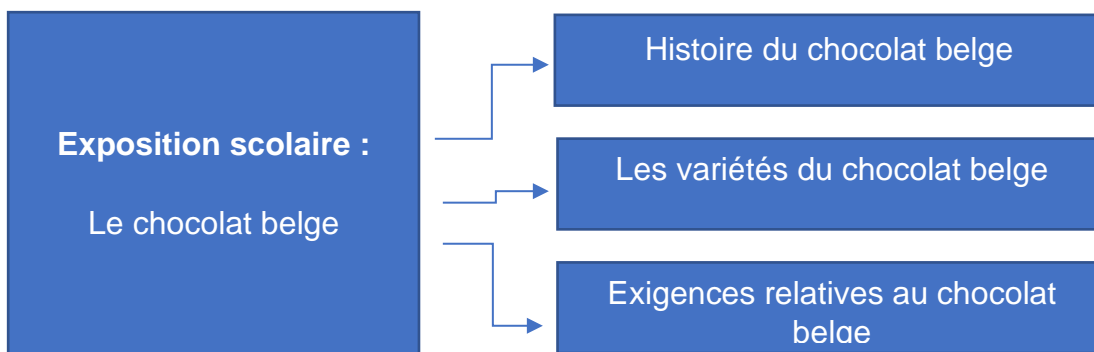 Exposition scolaire :
Le chocolat belge
Histoire du chocolat belge
Les variétés du chocolat belge
Exigences relatives au chocolat
belge